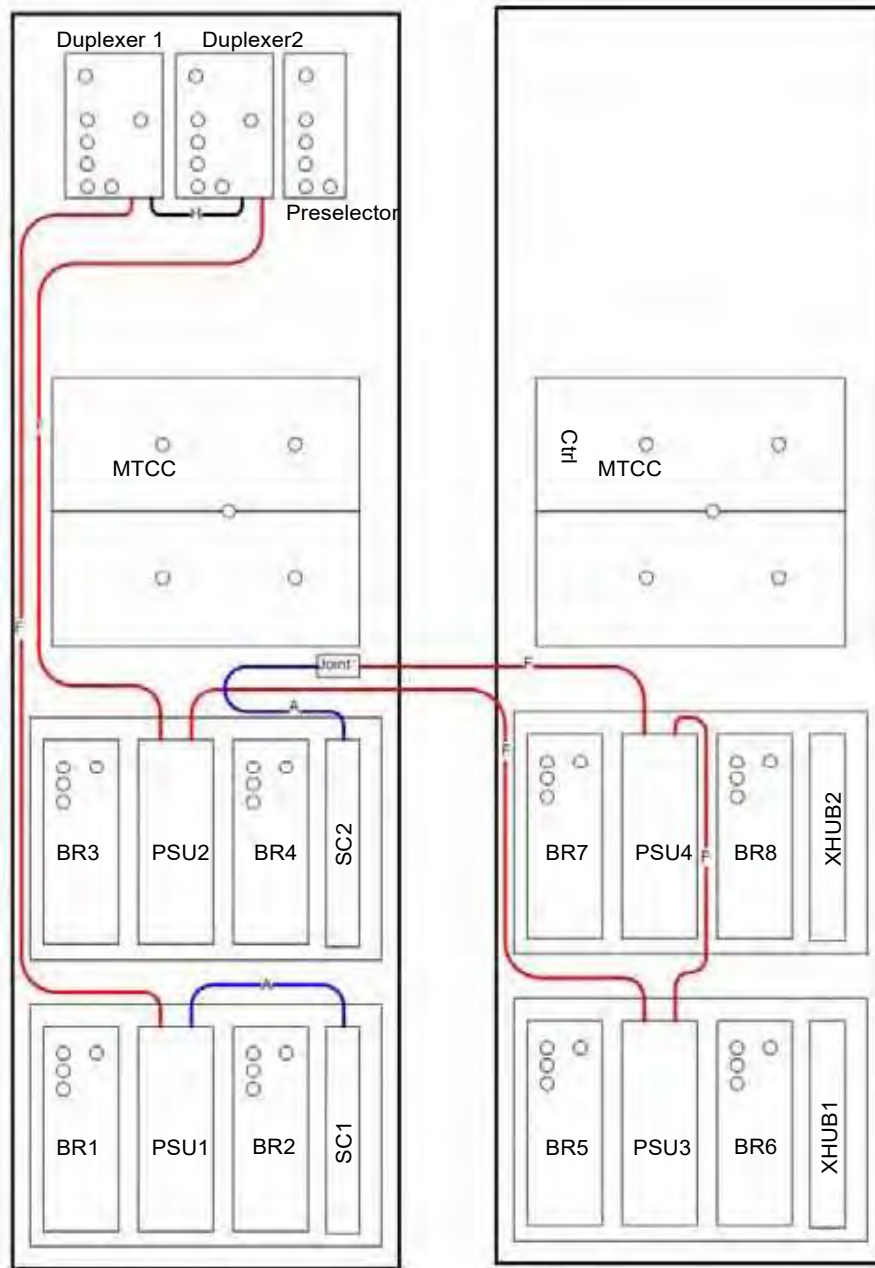 Duplexer 1
Duplexer2
Preselector
H
F
MTCC
Ctrl
MTCC
Joint
F
A
F
F
BR3
PSU2
BR4
SC2
BR7
PSU4
BR8
XHUB2
A
BR1
PSU1
BR2
SC1
BR5
PSU3
BR6
XHUB1